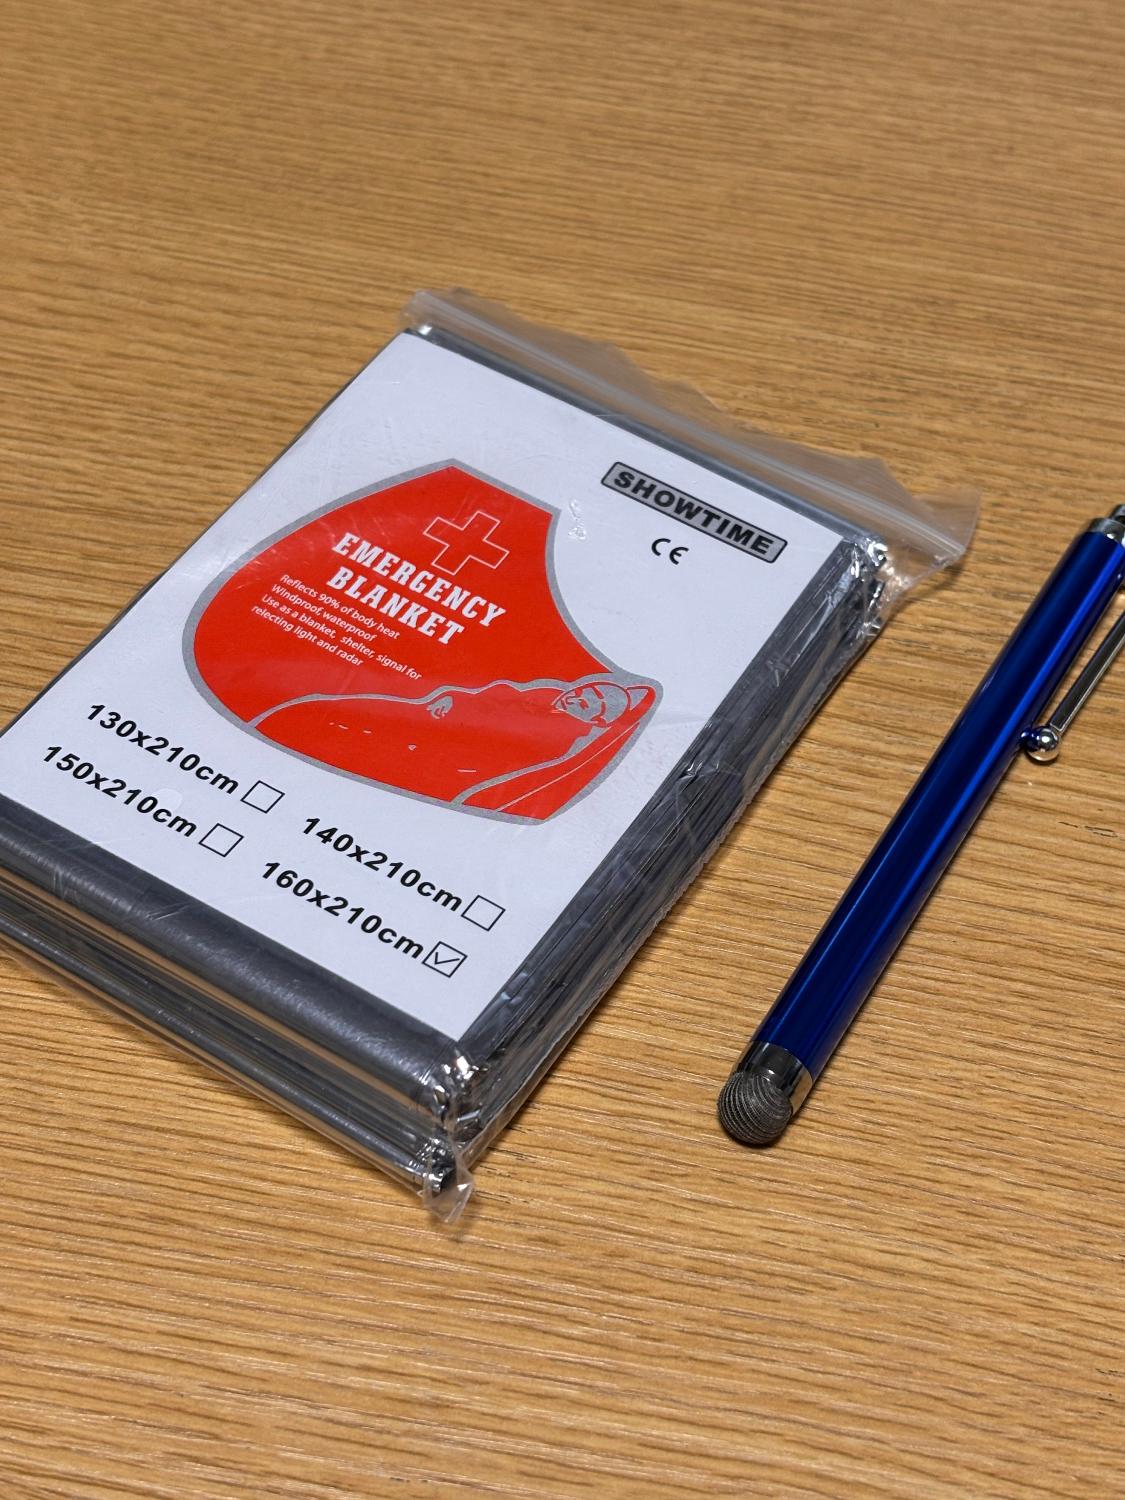 SHOWTIME
CE
EMERGENCY
BLANKET
Reflects 90% of body heat
Windproof, waterproof
Use as a blanket, shelter, signal for
relecting light and radar
130x210cm
140x210cm
150x210cm
160x210cm